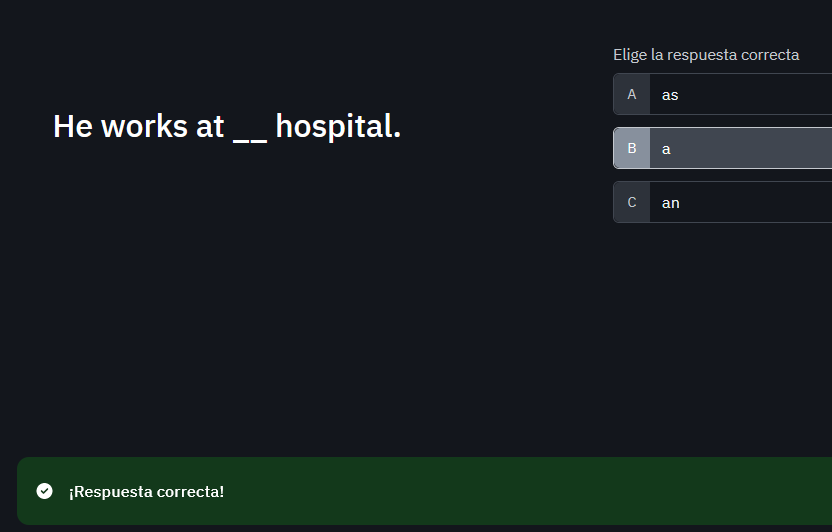 Elige la respuesta correcta
He works at __ hospital.
A as
B a
C an
¡Respuesta correcta!